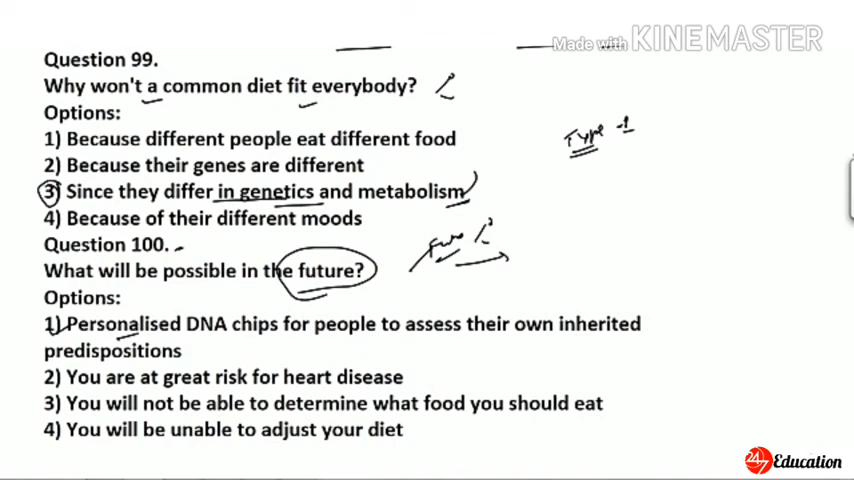 Made with KINEMASTER
Question 99.
Why won't a common diet fit everybody?
Options:
1) Because different people eat different food
Type -1
2) Because their genes are different
3) Since they differ in genetics and metabolism
4) Because of their different moods
Question 100.
What will be possible in the future?
Options:
1) Personalised DNA chips for people to assess their own inherited
predispositions
2) You are at great risk for heart disease
3) You will not be able to determine what food you should eat
4) You will be unable to adjust your diet
24/7 Education